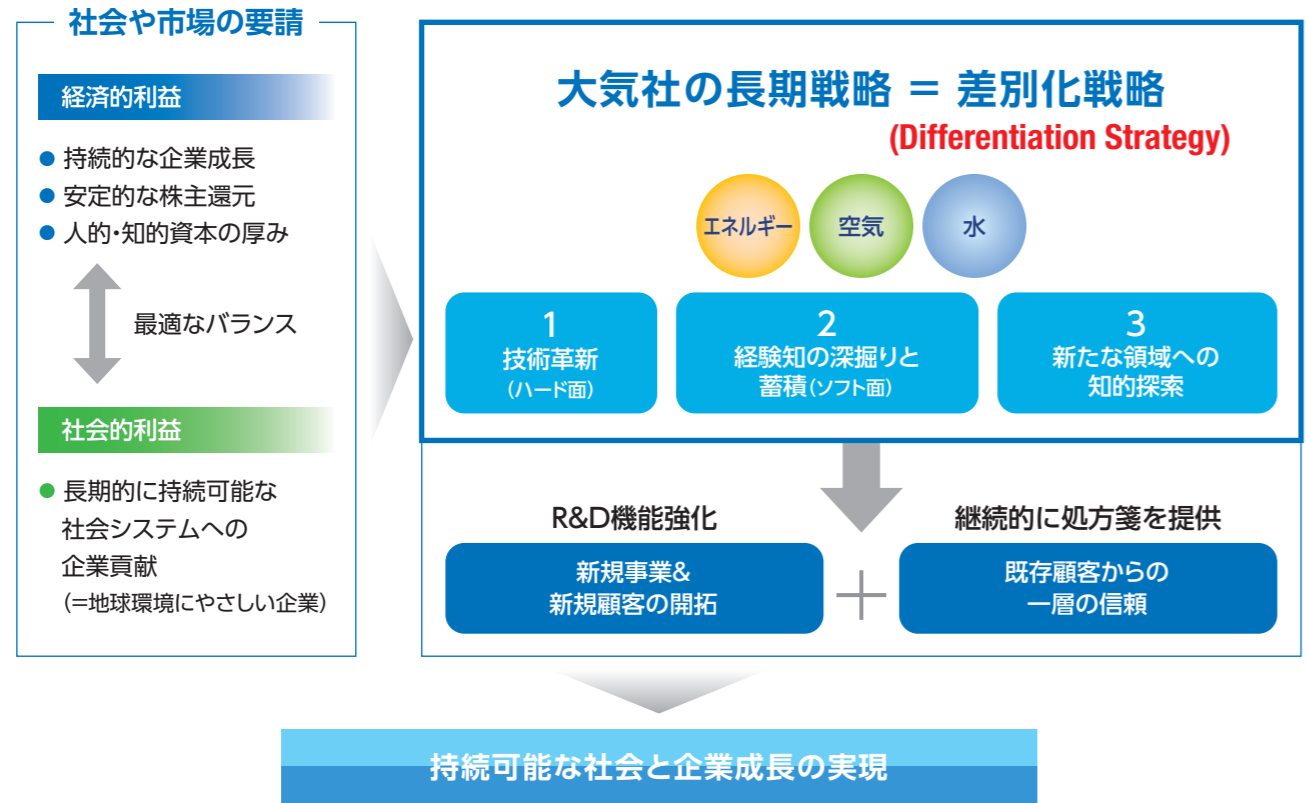 社会や市場の要請
経済的利益
● 持続的な企業成長
● 安定的な株主還元
● 人的・知的資本の厚み
最適なバランス
社会的利益
● 長期的に持続可能な
社会システムへの
企業貢献
(=地球環境にやさしい企業)
大気社の長期戦略 = 差別化戦略
(Differentiation Strategy)
エネルギー
空気
水
1
技術革新
(ハード面)
2
経験知の深掘りと
蓄積(ソフト面)
3
新たな領域への
知的探索
R&D機能強化
新規事業&
新規顧客の開拓
継続的に処方箋を提供
既存顧客からの
一層の信頼
持続可能な社会と企業成長の実現